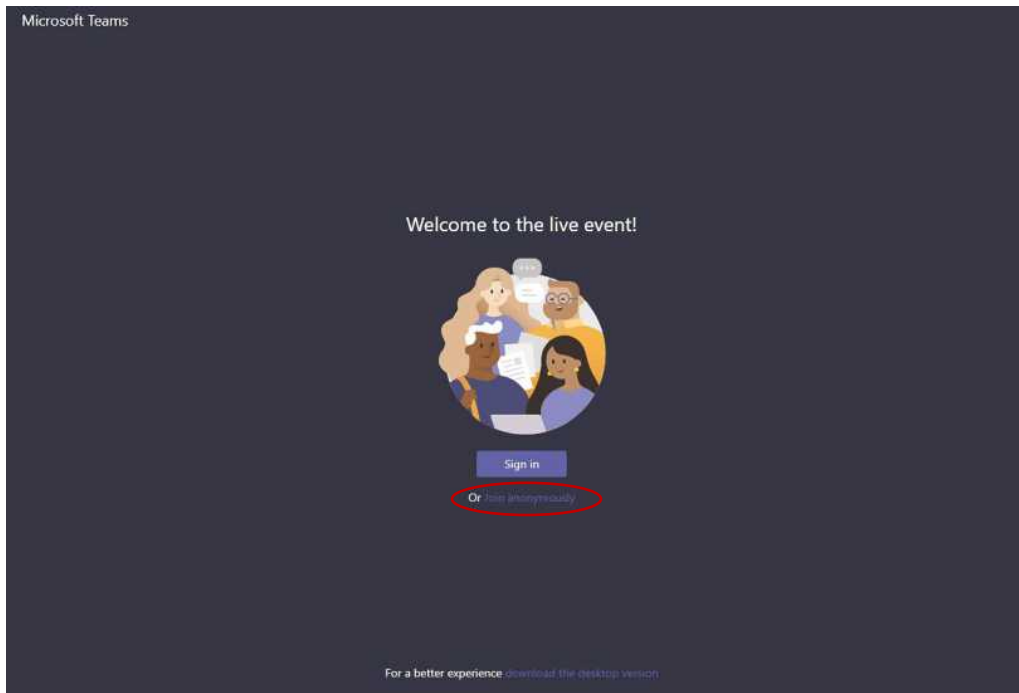 Microsoft Teams
Welcome to the live event!
Sign in
Or Join anonymously
For a better experience download the desktop version